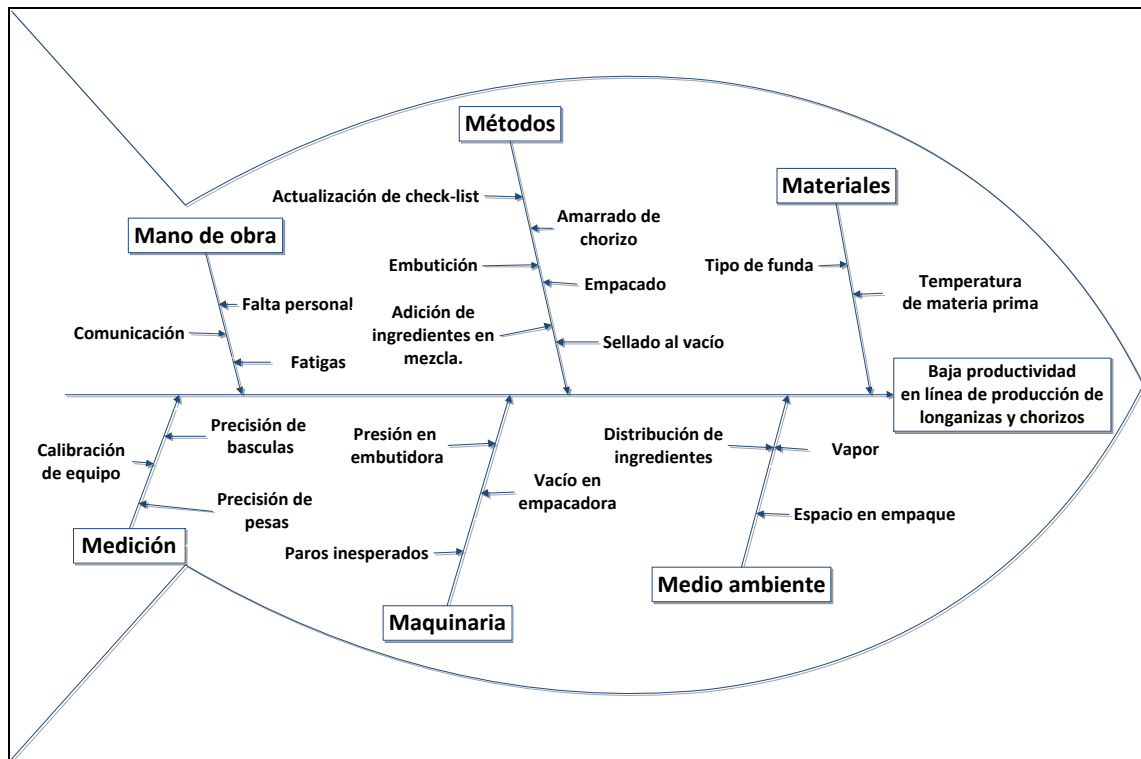 Métodos
Actualización de check-list
Amarrado de
chorizo
Embutición
Empacado
Adición de
ingredientes en
mezcla.
Sellado al vacío
Materiales
Tipo de funda
Temperatura
de materia prima
Mano de obra
Falta personal
Comunicación
Fatigas
Baja productividad
en línea de producción de
longanizas y chorizos
Precisión de
basculas
Calibración
de equipo
Precisión de
pesas
Medición
Presión en
embutidora
Vacío en
empacadora
Paros inesperados
Maquinaria
Distribución de
ingredientes
Vapor
Espacio en empaque
Medio ambiente